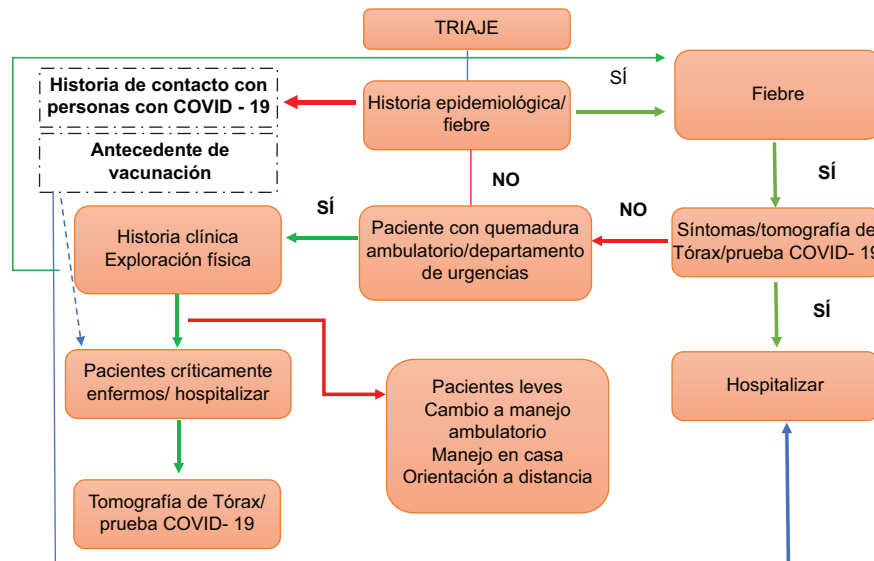 TRIAJE
Historia de contacto con
personas con COVID - 19
Historia epidemiológica/
fiebre
SÍ
Fiebre
Antecedente de
vacunación
NO
SÍ
SÍ
NO
Historia clínica
Exploración física
Paciente con quemadura
ambulatorio/departamento
de urgencias
Síntomas/tomografía de
Tórax/prueba COVID- 19
SÍ
Pacientes críticamente
enfermos/ hospitalizar
Pacientes leves
Cambio a manejo
ambulatorio
Manejo en casa
Orientación a distancia
Hospitalizar
Tomografía de Tórax/
prueba COVID- 19